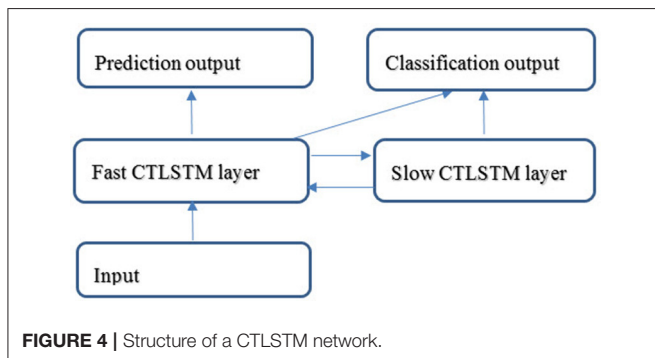 Prediction output
Classification output
Fast CTLSTM layer
Slow CTLSTM layer
Input
FIGURE 4 | Structure of a CTLSTM network.